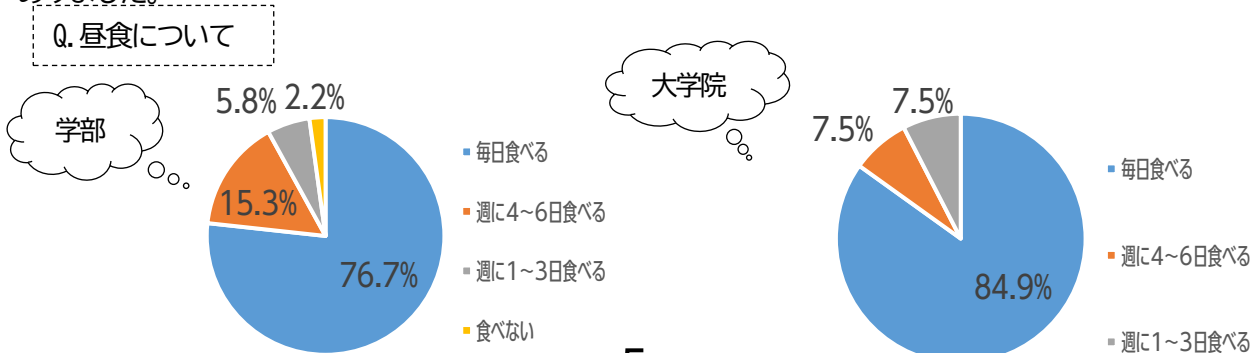 Q.昼食について
学部
5.8%
2.2%
15.3%
76.7%
毎日食べる
週に4～6日食べる
週に1～3日食べる
食べない
大学院
7.5%
7.5%
84.9%
毎日食べる
週に4～6日食べる
週に1～3日食べる